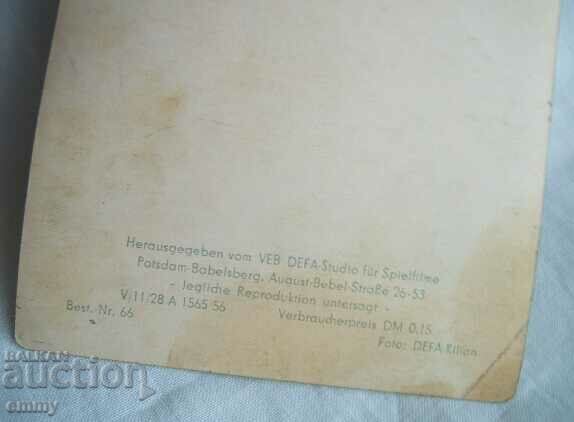 Herausgegeben vom VEB DEFA-Studio für Spielfilme
Potsdam-Babelsberg, August-Bebel-Straße 26-53
- Jegliche Reproduktion untersagt -
V/11/28 A 1565/56 Verbraucherpreis DM 0,15
Best. Nr. 66 Foto: DEFA-Kilian
BALKAN
auction
emmy